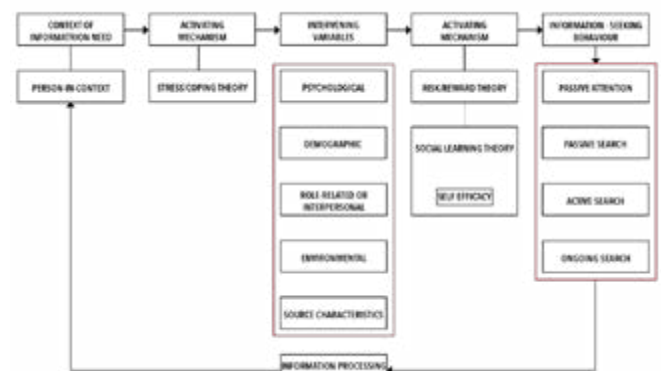 CONTEXT OF
INFORMATRION NEED
ACTIVATING
MECHANISM
INTERVENING
VARIABLES
ACTIVATING
MECHANISM
INFORMATION - SEEKING
BEHAVIOUR
PERSON-IN-CONTEXT
STRESS/COPING THEORY
PSYCHOLOGICAL
RISK/REWARD THEORY
PASSIVE ATTENTION
DEMOGRAPHIC
SOCIAL LEARNING THEORY
PASSIVE SEARCH
ROLE-RELATED OR
INTERPERSONAL
SELF EFFICACY
ACTIVE SEARCH
ENVIRONMENTAL
ONGOING SEARCH
SOURCE CHARACTERISTICS
INFORMATION PROCESSING